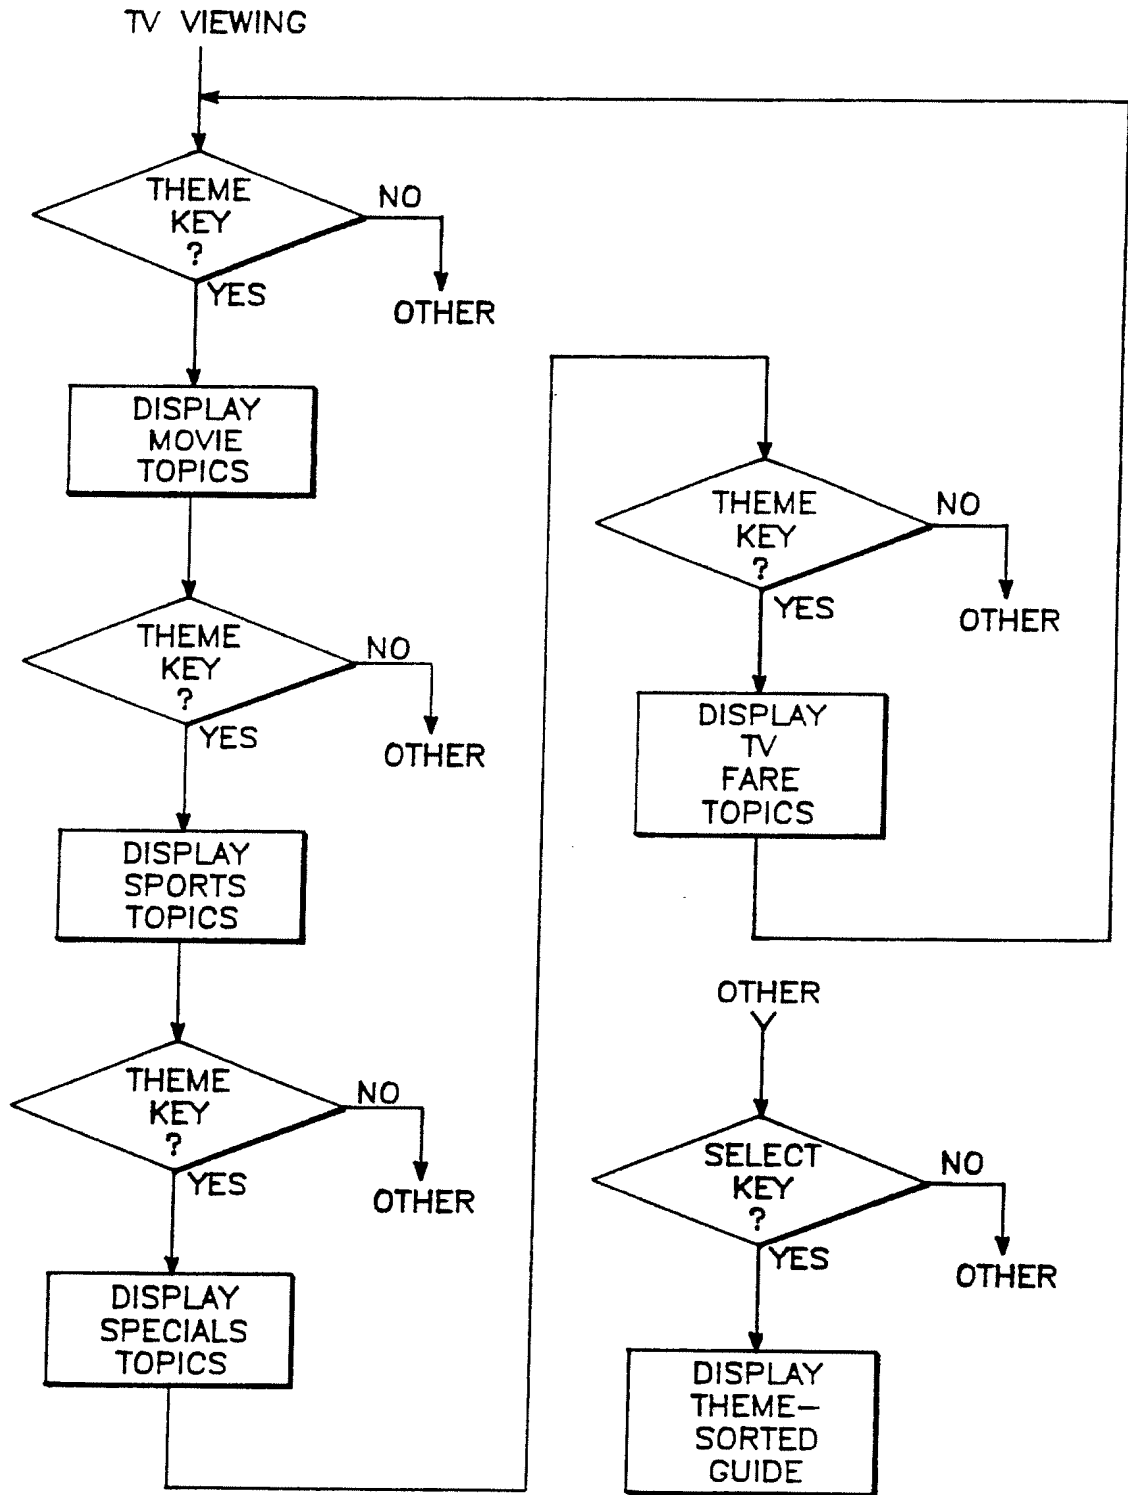 TV VIEWING
THEME
KEY
?
NO
YES
OTHER
DISPLAY
MOVIE
TOPICS
THEME
KEY
?
NO
YES
OTHER
DISPLAY
SPORTS
TOPICS
THEME
KEY
?
NO
YES
OTHER
DISPLAY
SPECIALS
TOPICS
THEME
KEY
?
NO
YES
OTHER
DISPLAY
TV
FARE
TOPICS
OTHER
SELECT
KEY
?
NO
YES
OTHER
DISPLAY
THEME–
SORTED
GUIDE